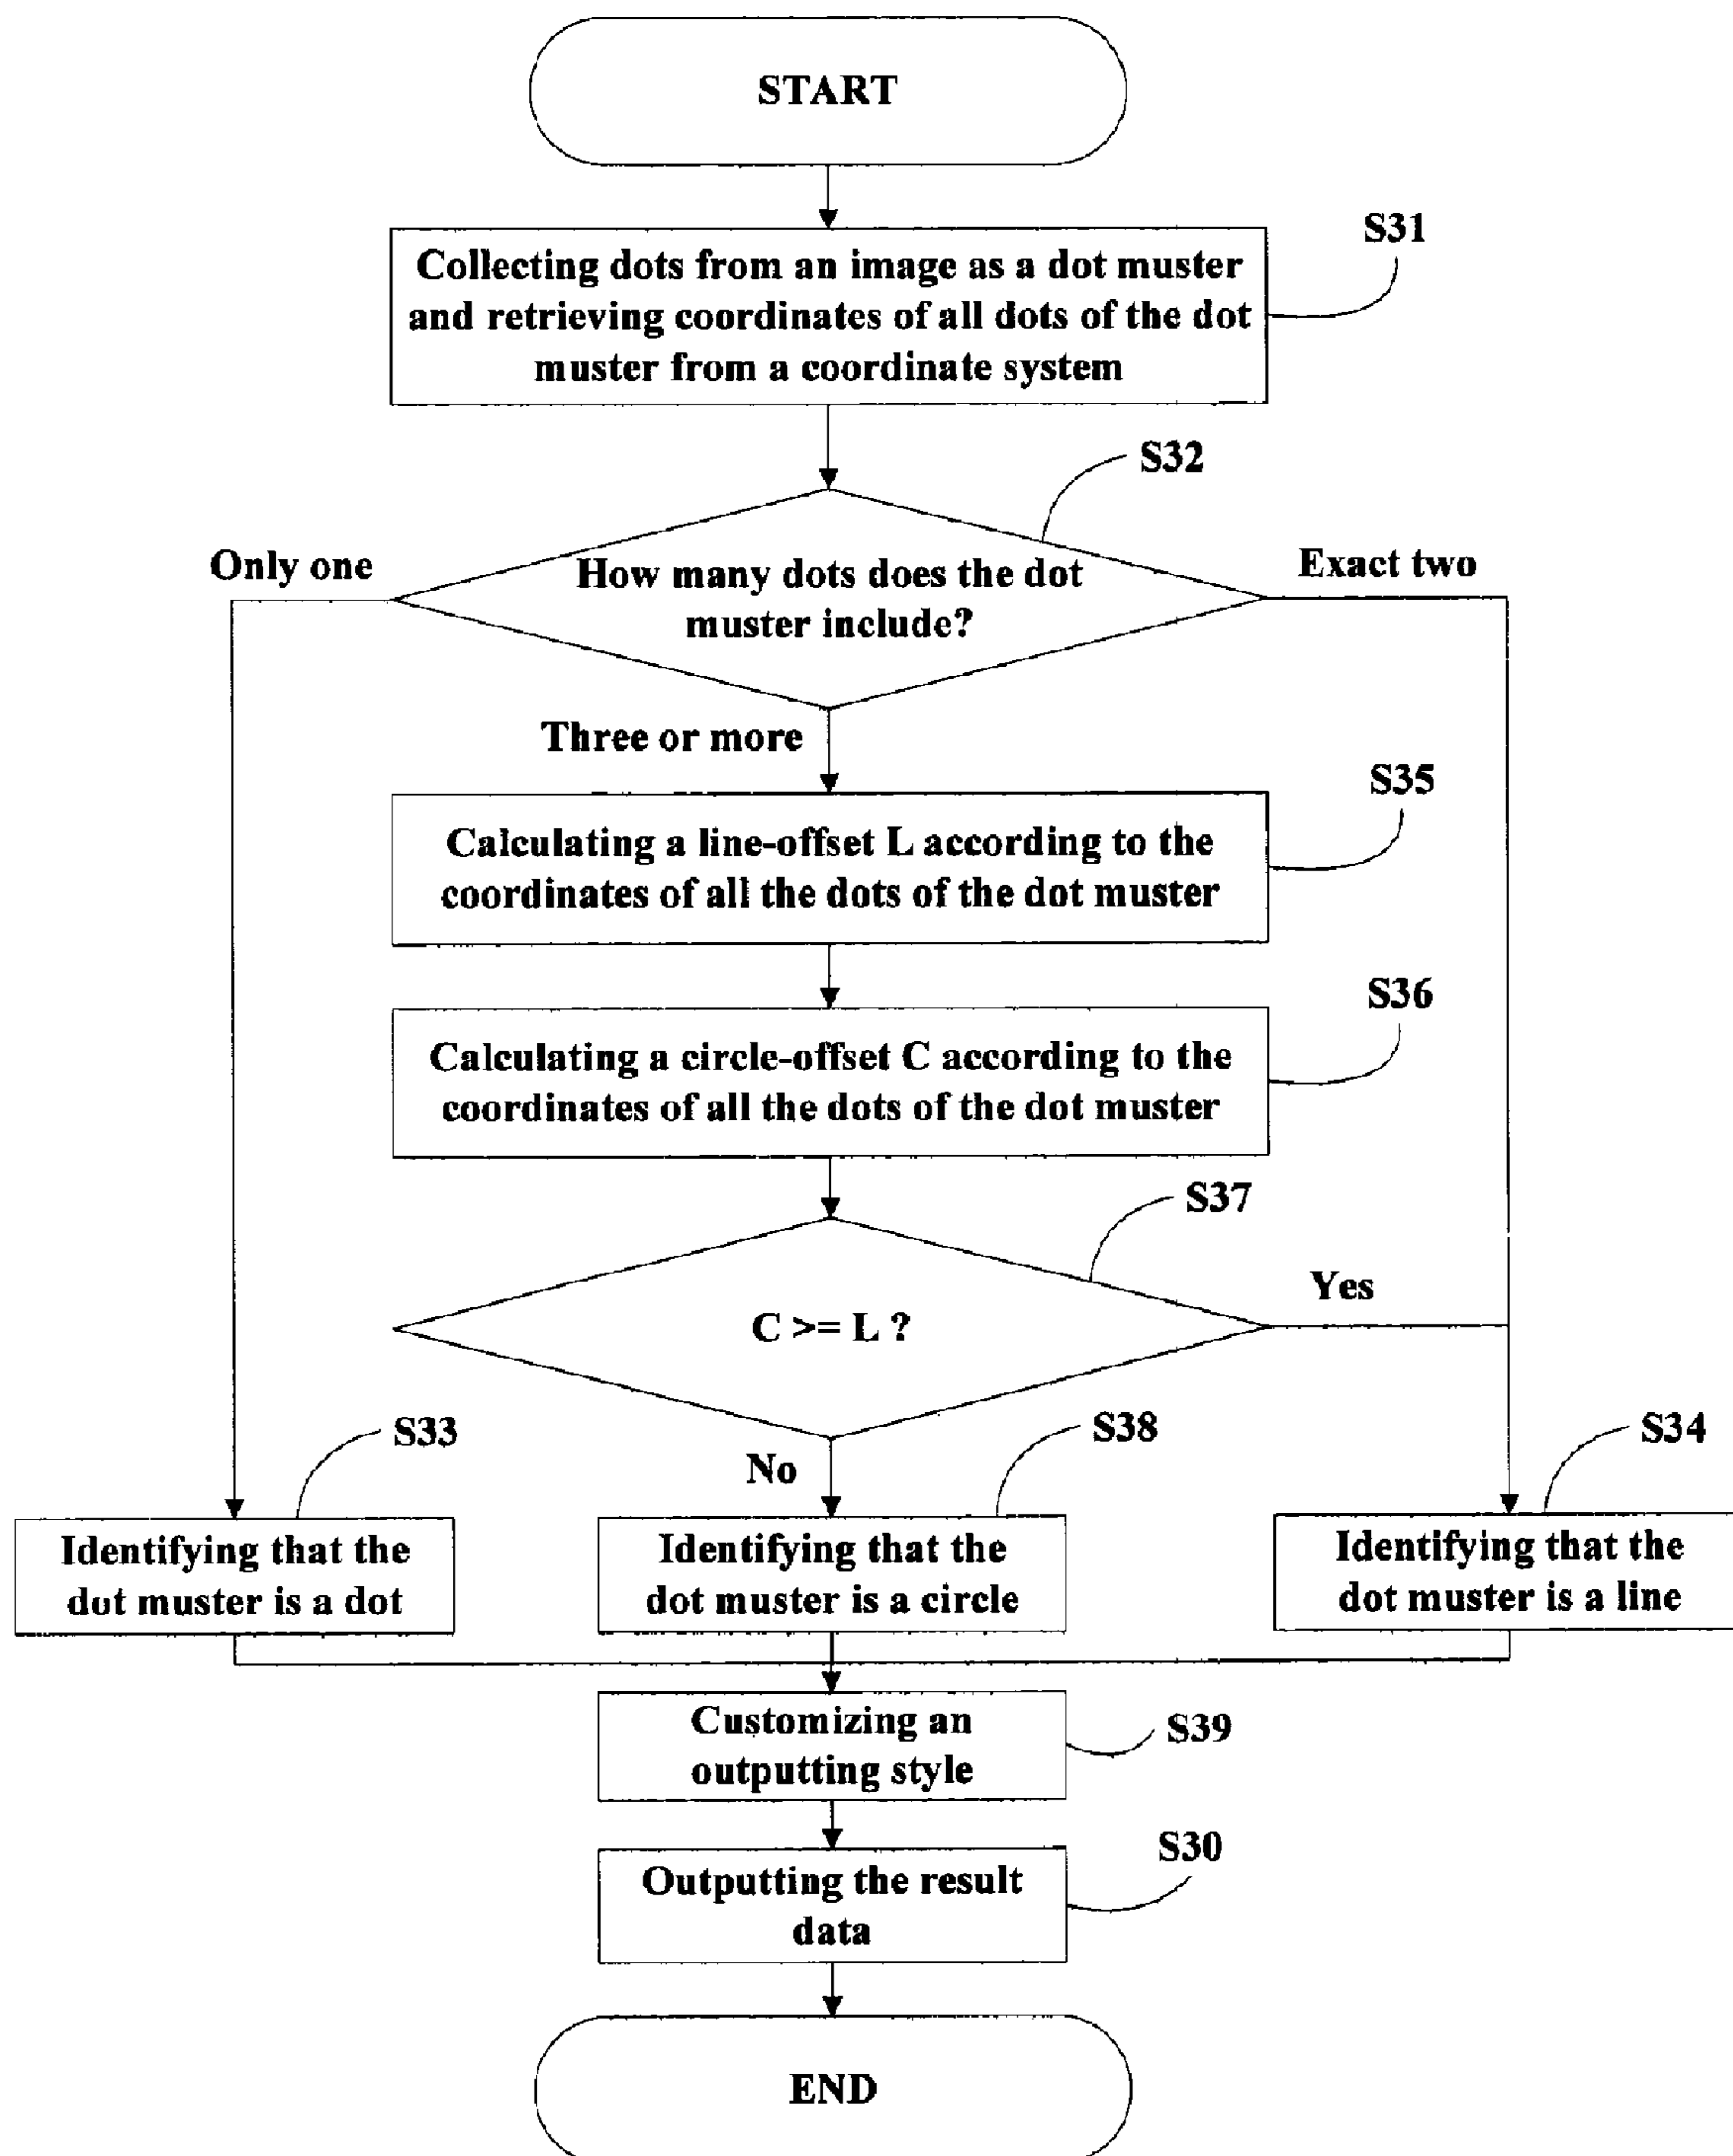 START
S31
Collecting dots from an image as a dot muster
and retrieving coordinates of all dots of the dot
muster from a coordinate system
S32
Only one
How many dots does the dot
muster include?
Exact two
Three or more
S35
Calculating a line-offset L according to the
coordinates of all the dots of the dot muster
S36
Calculating a circle-offset C according to the
coordinates of all the dots of the dot muster
S37
C >= L ?
Yes
No
S33
S38
S34
Identifying that the
dot muster is a dot
Identifying that the
dot muster is a circle
Identifying that the
dot muster is a line
Customizing an
outputting style
S39
S30
Outputting the result
data
END